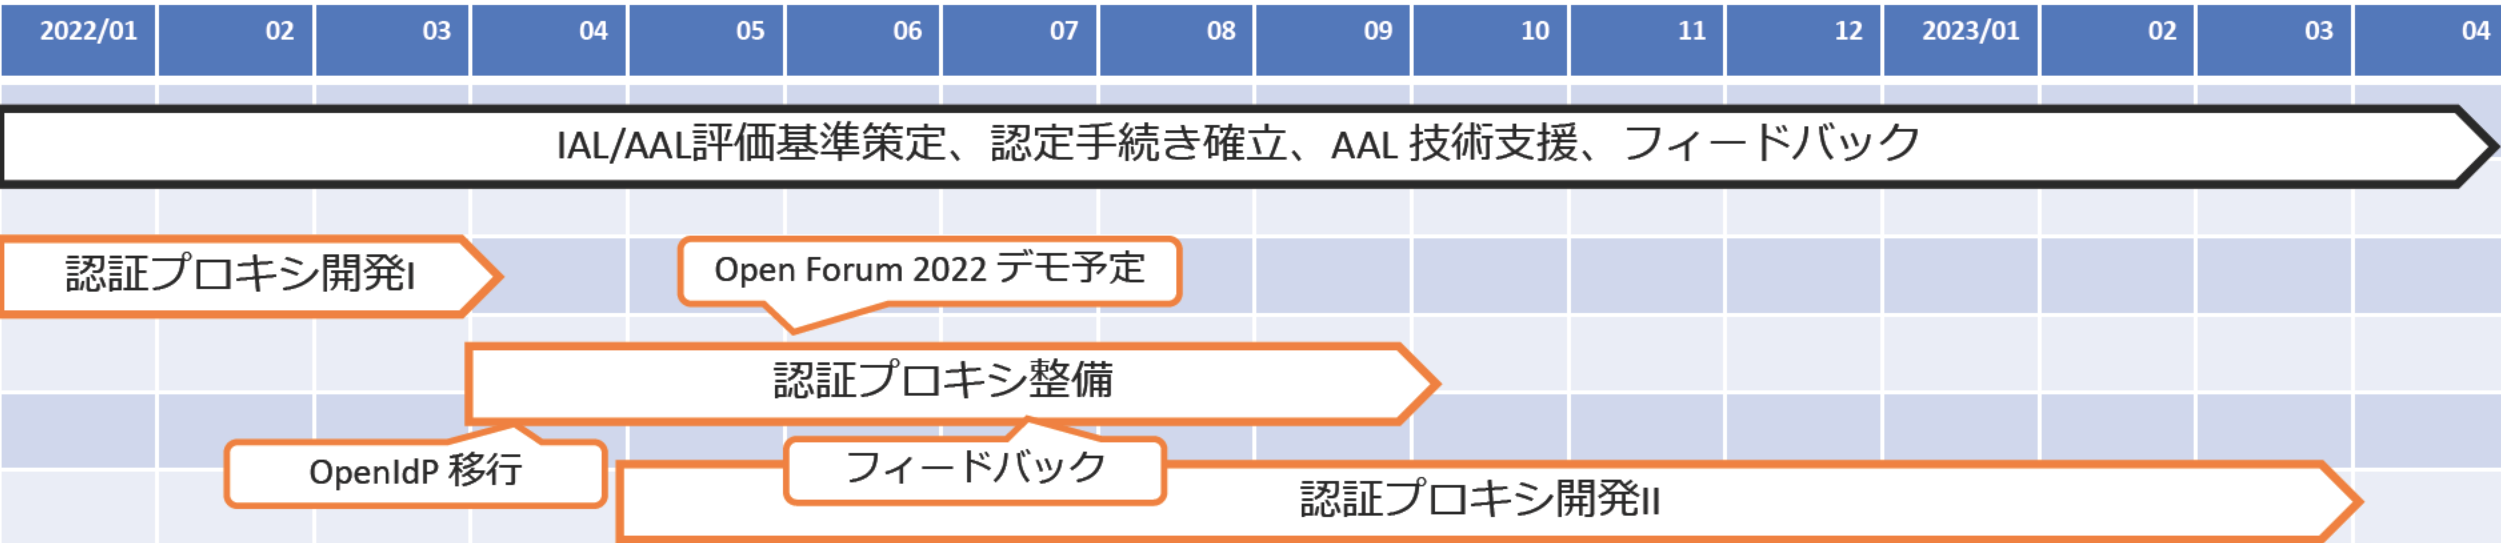 2022/01 02 03 04 05 06 07 08 09 10 11 12 2023/01 02 03 04
IAL/AAL評価基準策定、認定手続き確立、AAL 技術支援、フィードバック
認証プロキシ開発I
Open Forum 2022 デモ予定
認証プロキシ整備
OpenIdP 移行
フィードバック
認証プロキシ開発II